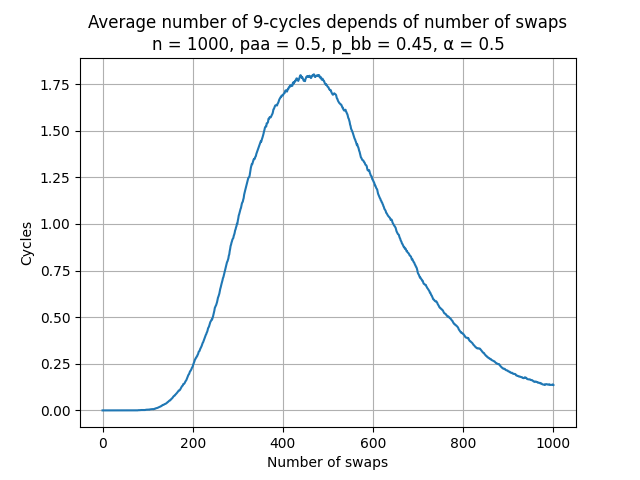 Average number of 9-cycles depends of number of swaps
n = 1000, paa = 0.5, p_bb = 0.45, α = 0.5
1.75
1.50
1.25
1.00
0.75
0.50
0.25
0.00
Cycles
0 200 400 600 800 1000
Number of swaps